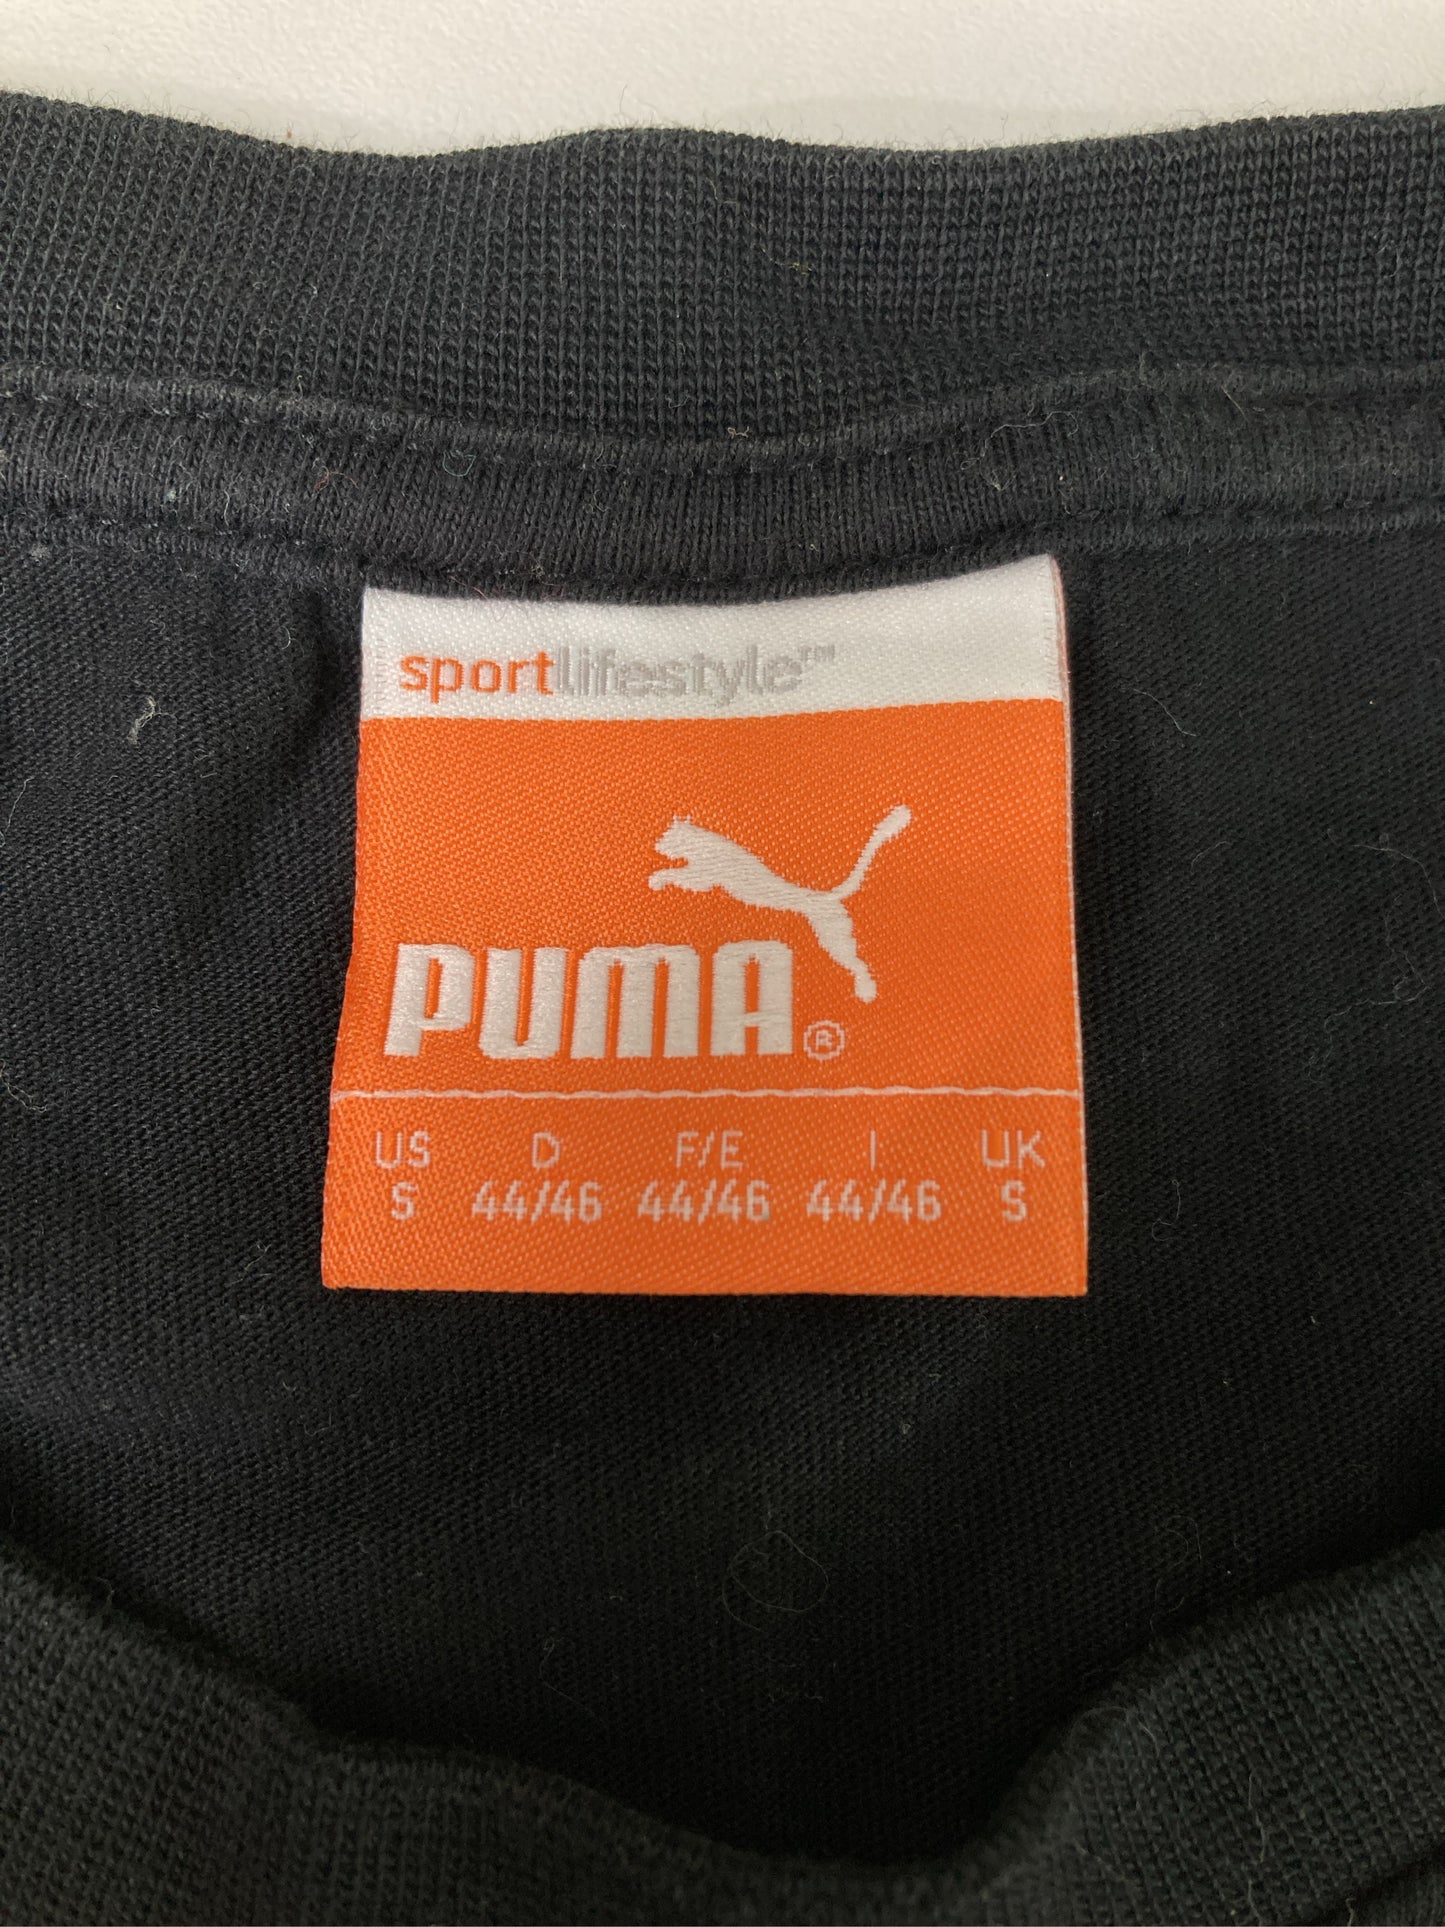 sportlifestyle™
PUMA®
US D F/E I UK
S 44/46 44/46 44/46 S